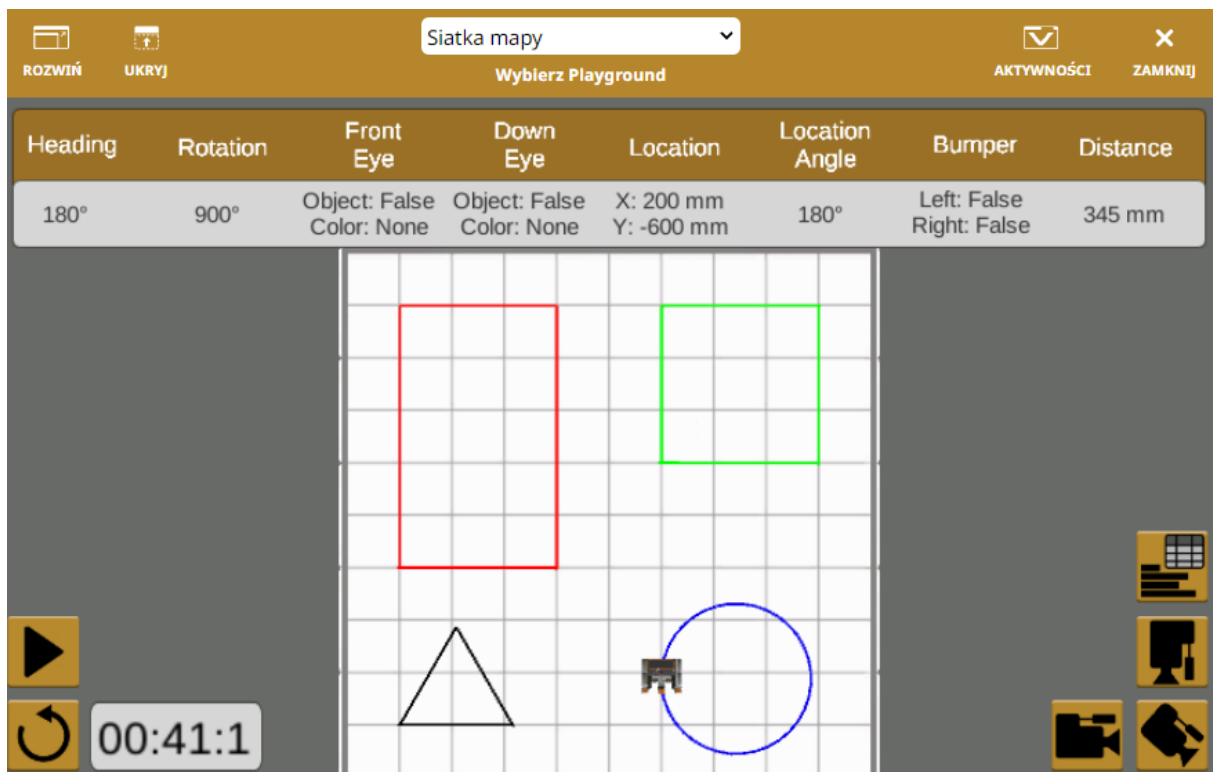 Siatka mapy
ROZWIŃ UKRYJ Wybierz Playground AKTYWNOŚCI ZAMKNIJ
Heading Rotation Front Eye Down Eye Location Location Angle Bumper Distance
180° 900° Object: False Object: False X: 200 mm 180° Left: False 345 mm
Color: None Color: None Y: -600 mm Right: False
00:41:1